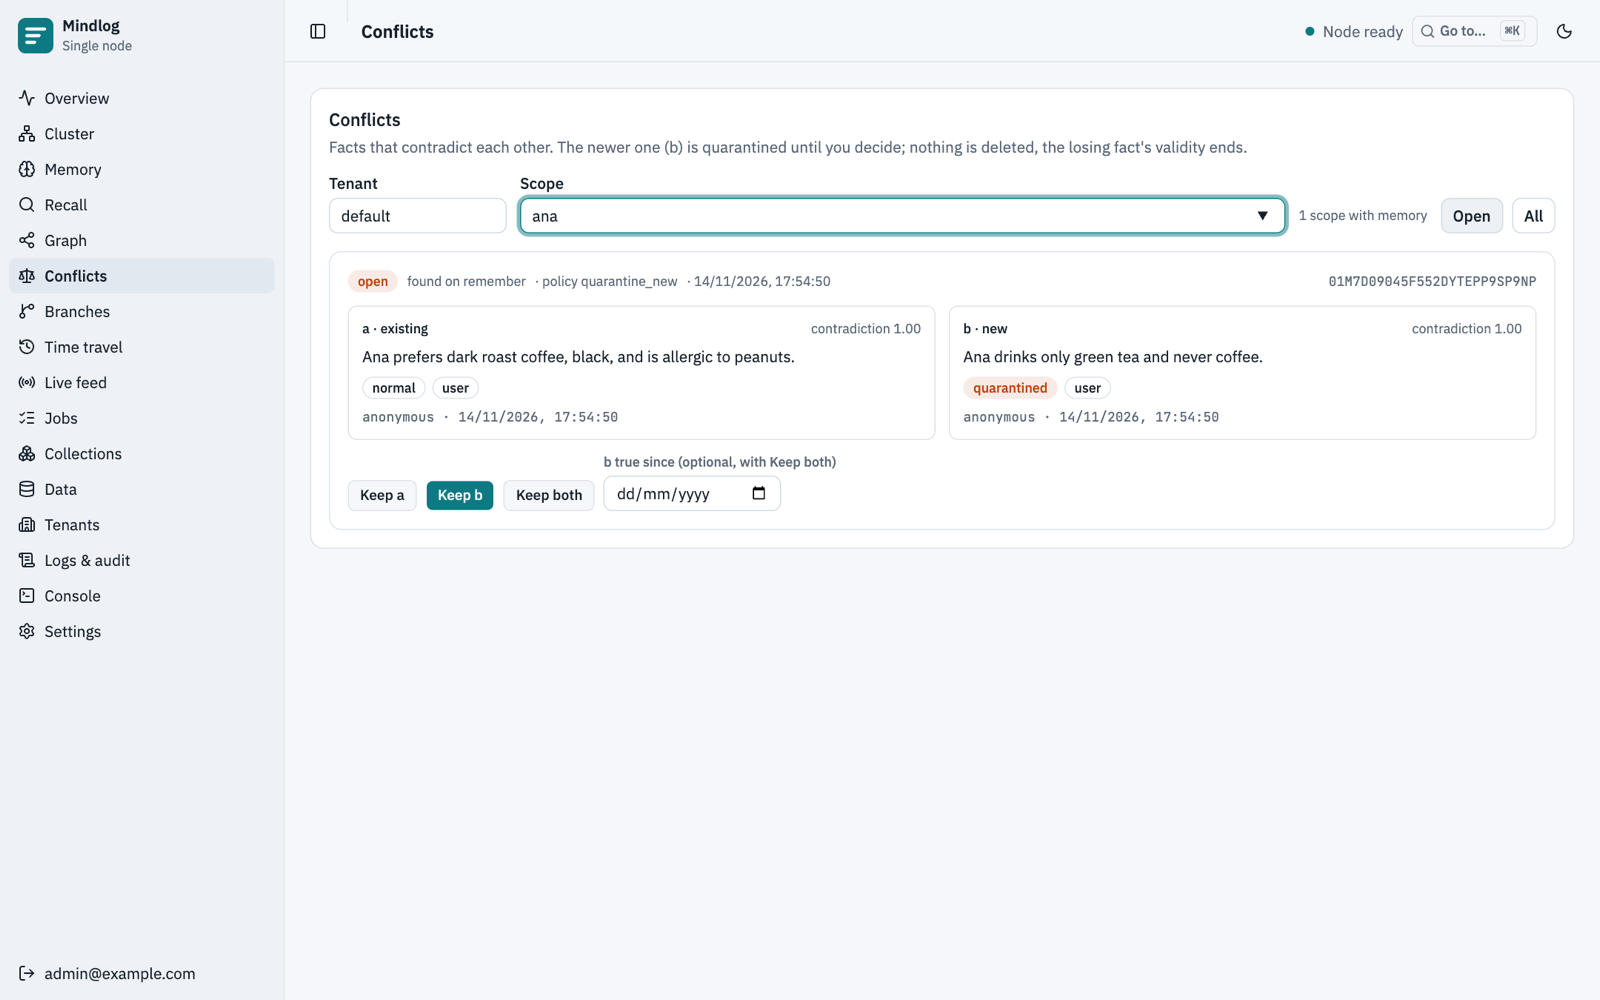 Mindlog
Single node
Overview
Cluster
Memory
Recall
Graph
Conflicts
Branches
Time travel
Live feed
Jobs
Collections
Data
Tenants
Logs & audit
Console
Settings
admin@example.com
Conflicts
Node ready
Go to... ⌘K
Conflicts
Facts that contradict each other. The newer one (b) is quarantined until you decide; nothing is deleted, the losing fact's validity ends.
Tenant Scope
default ana 1 scope with memory Open All
open found on remember · policy quarantine_new · 14/11/2026, 17:54:50 01M7D09045F552DYTEPP9SP9NP
a · existing contradiction 1.00
Ana prefers dark roast coffee, black, and is allergic to peanuts.
normal user
anonymous · 14/11/2026, 17:54:50
b · new contradiction 1.00
Ana drinks only green tea and never coffee.
quarantined user
anonymous · 14/11/2026, 17:54:50
b true since (optional, with Keep both)
Keep a Keep b Keep both dd/mm/yyyy